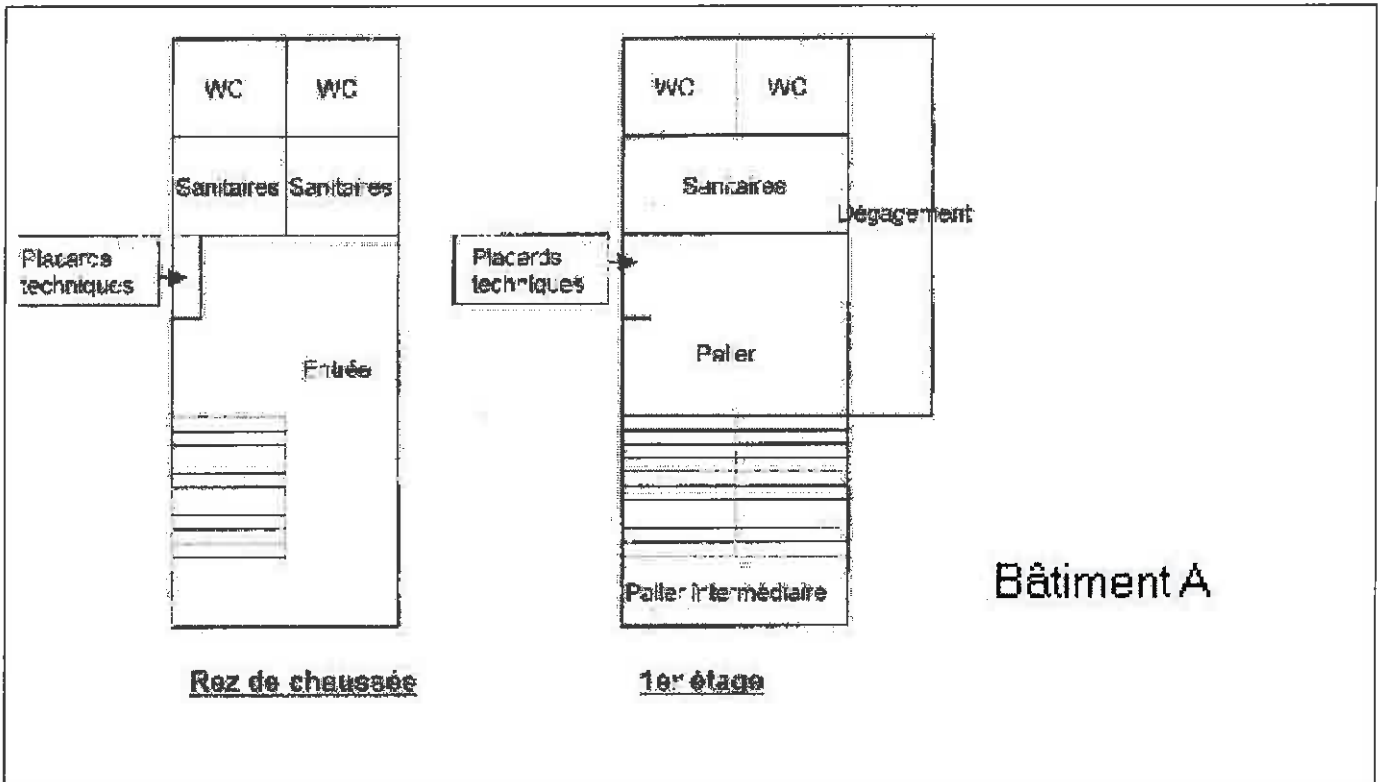 WC WC
Sanitaires Sanitaires
Placards
techniques
Entrée
Rez de chaussée
WC WC
Sanitaires
Dégagement
Placards
techniques
Palier
Palier intermédiaire
1er étage
Bâtiment A